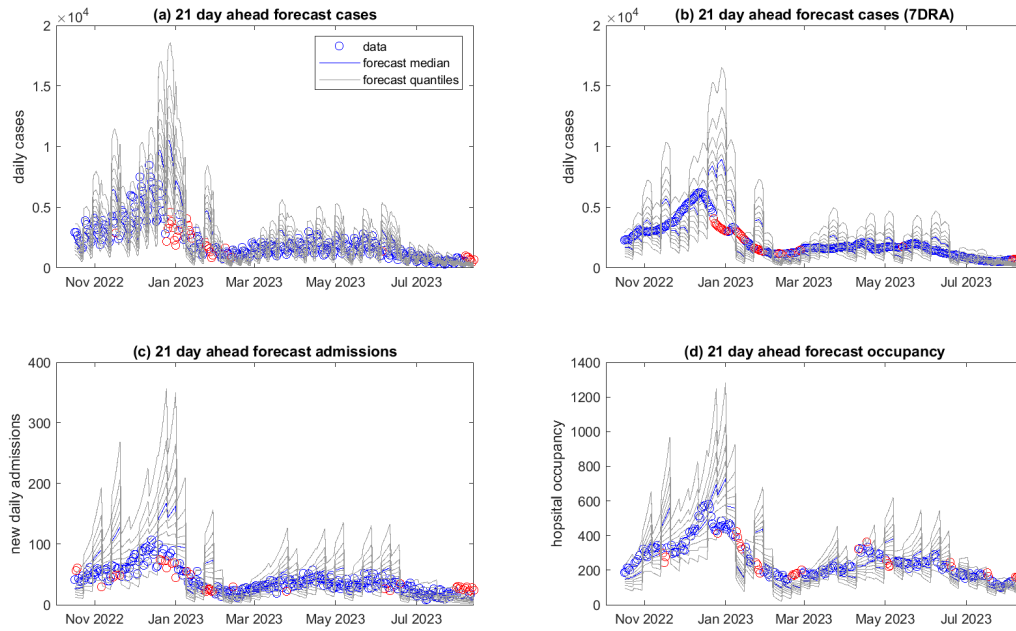 (a) 21 day ahead forecast cases
×10⁴
2
1.5
1
0.5
0
daily cases
data
forecast median
forecast quantiles
Nov 2022 Jan 2023 Mar 2023 May 2023 Jul 2023
(b) 21 day ahead forecast cases (7DRA)
×10⁴
2
1.5
1
0.5
0
daily cases
Nov 2022 Jan 2023 Mar 2023 May 2023 Jul 2023
(c) 21 day ahead forecast admissions
400
300
200
100
0
new daily admissions
Nov 2022 Jan 2023 Mar 2023 May 2023 Jul 2023
(d) 21 day ahead forecast occupancy
1400
1200
1000
800
600
400
200
0
hopsital occupancy
Nov 2022 Jan 2023 Mar 2023 May 2023 Jul 2023